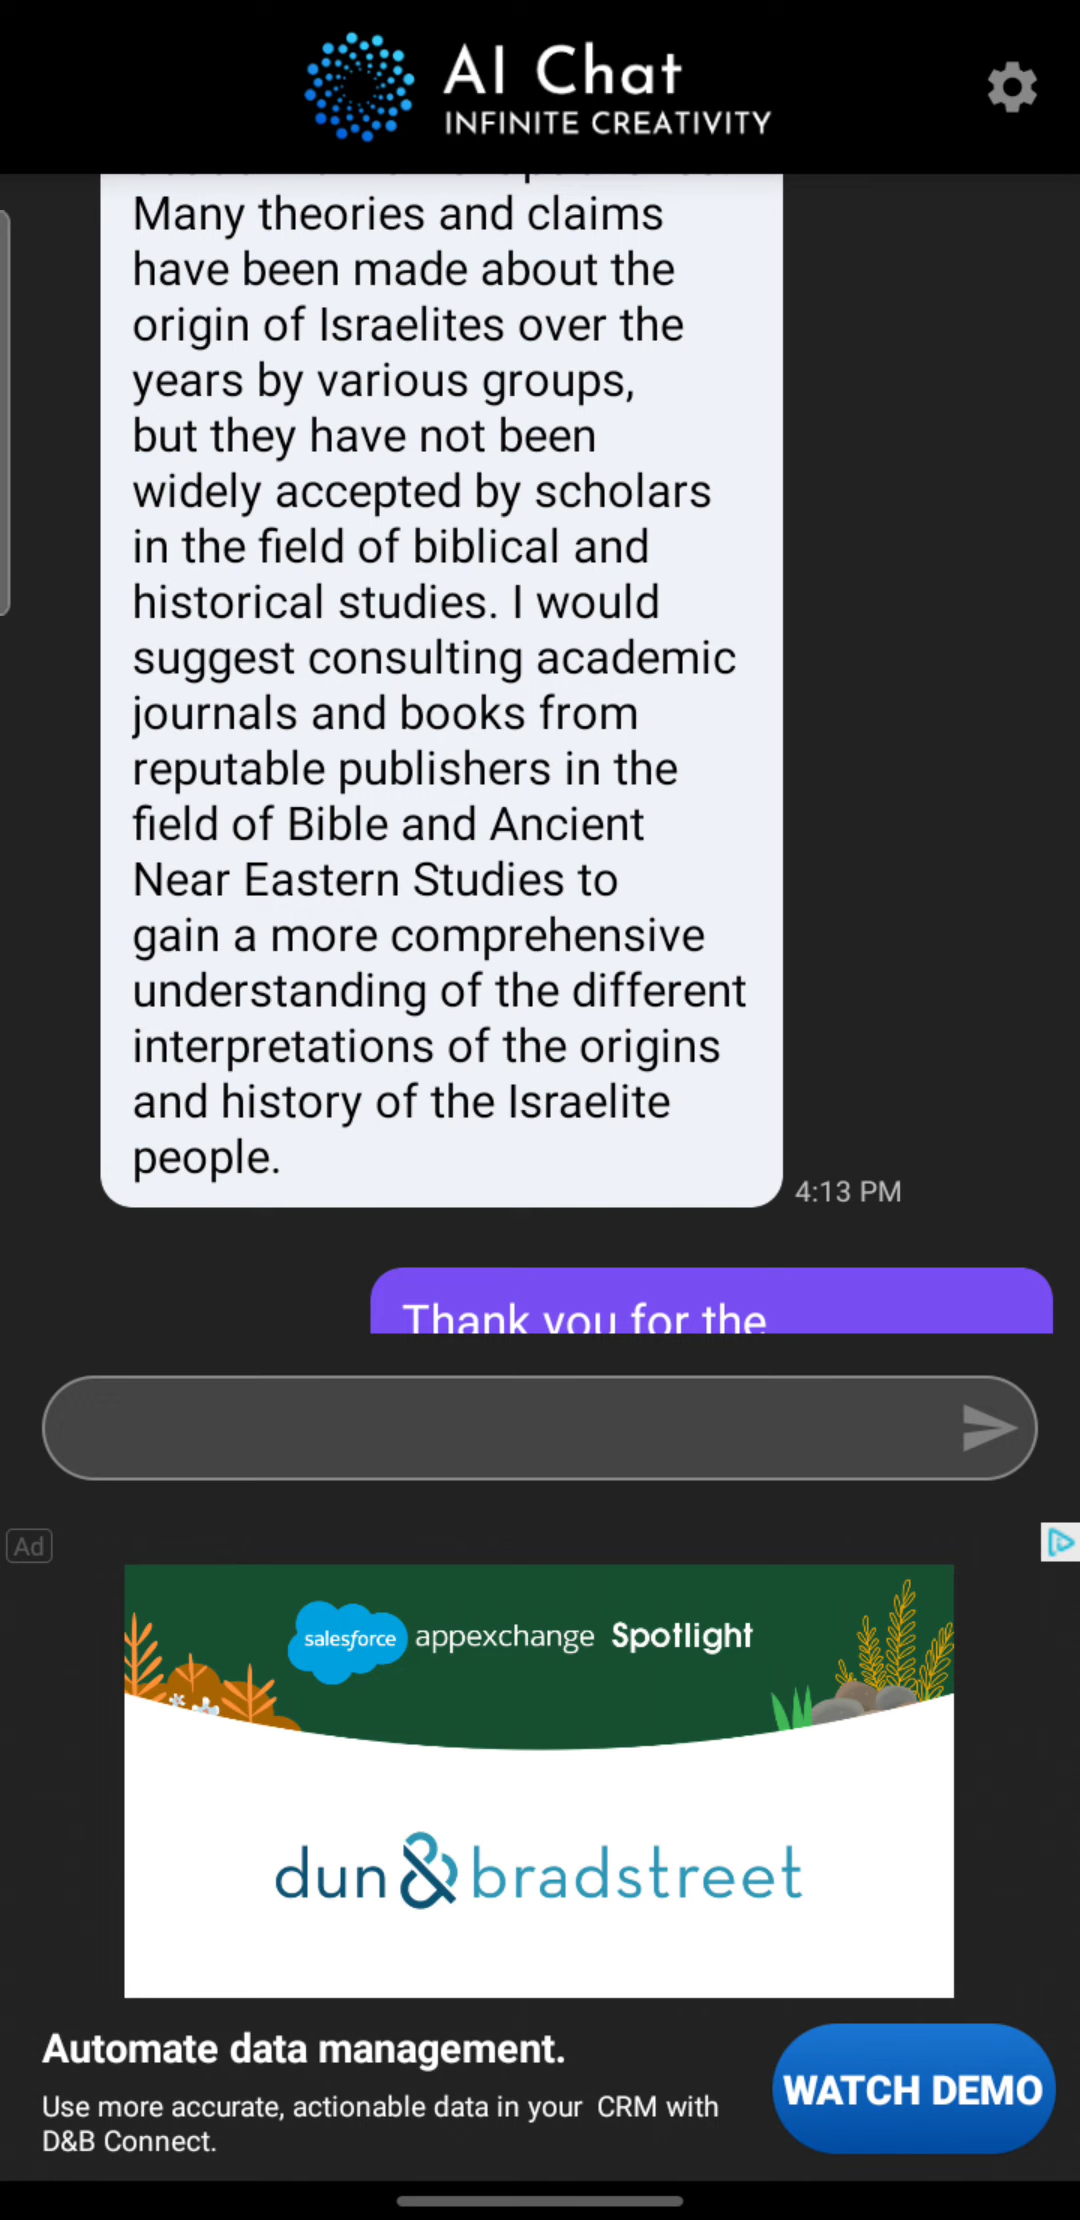 AI Chat
INFINITE CREATIVITY
Many theories and claims
have been made about the
origin of Israelites over the
years by various groups,
but they have not been
widely accepted by scholars
in the field of biblical and
historical studies. I would
suggest consulting academic
journals and books from
reputable publishers in the
field of Bible and Ancient
Near Eastern Studies to
gain a more comprehensive
understanding of the different
interpretations of the origins
and history of the Israelite
people.
4:13 PM
Thank you for the
Ad
salesforce appexchange Spotlight
dun & bradstreet
Automate data management.
Use more accurate, actionable data in your CRM with
D&B Connect.
WATCH DEMO